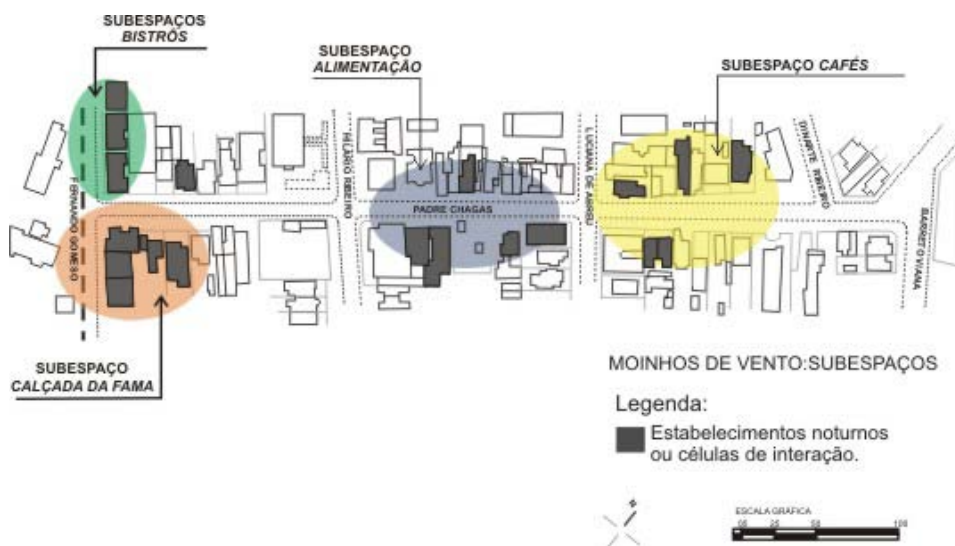 SUBESPAÇOS
BISTRÔS
SUBESPAÇO
ALIMENTAÇÃO
SUBESPAÇO CAFÉS
FERNANDO GOMES
HILÁRIO RIBEIRO
PADRE CHAGAS
LUCIANA DE ABREU
DINARTE RIBEIRO
BARRETO VIANA
SUBESPAÇO
CALÇADA DA FAMA
MOINHOS DE VENTO:SUBESPAÇOS
Legenda:
Estabelecimentos noturnos
ou células de interação.
N
ESCALA GRÁFICA
05 25 50 100